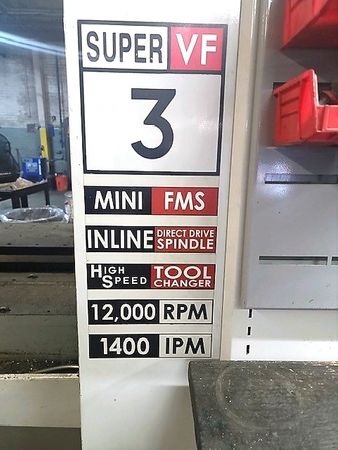 SUPER VF
3
MINI FMS
INLINE DIRECT DRIVE SPINDLE
HIGH SPEED TOOL CHANGER
12,000 RPM
1400 IPM